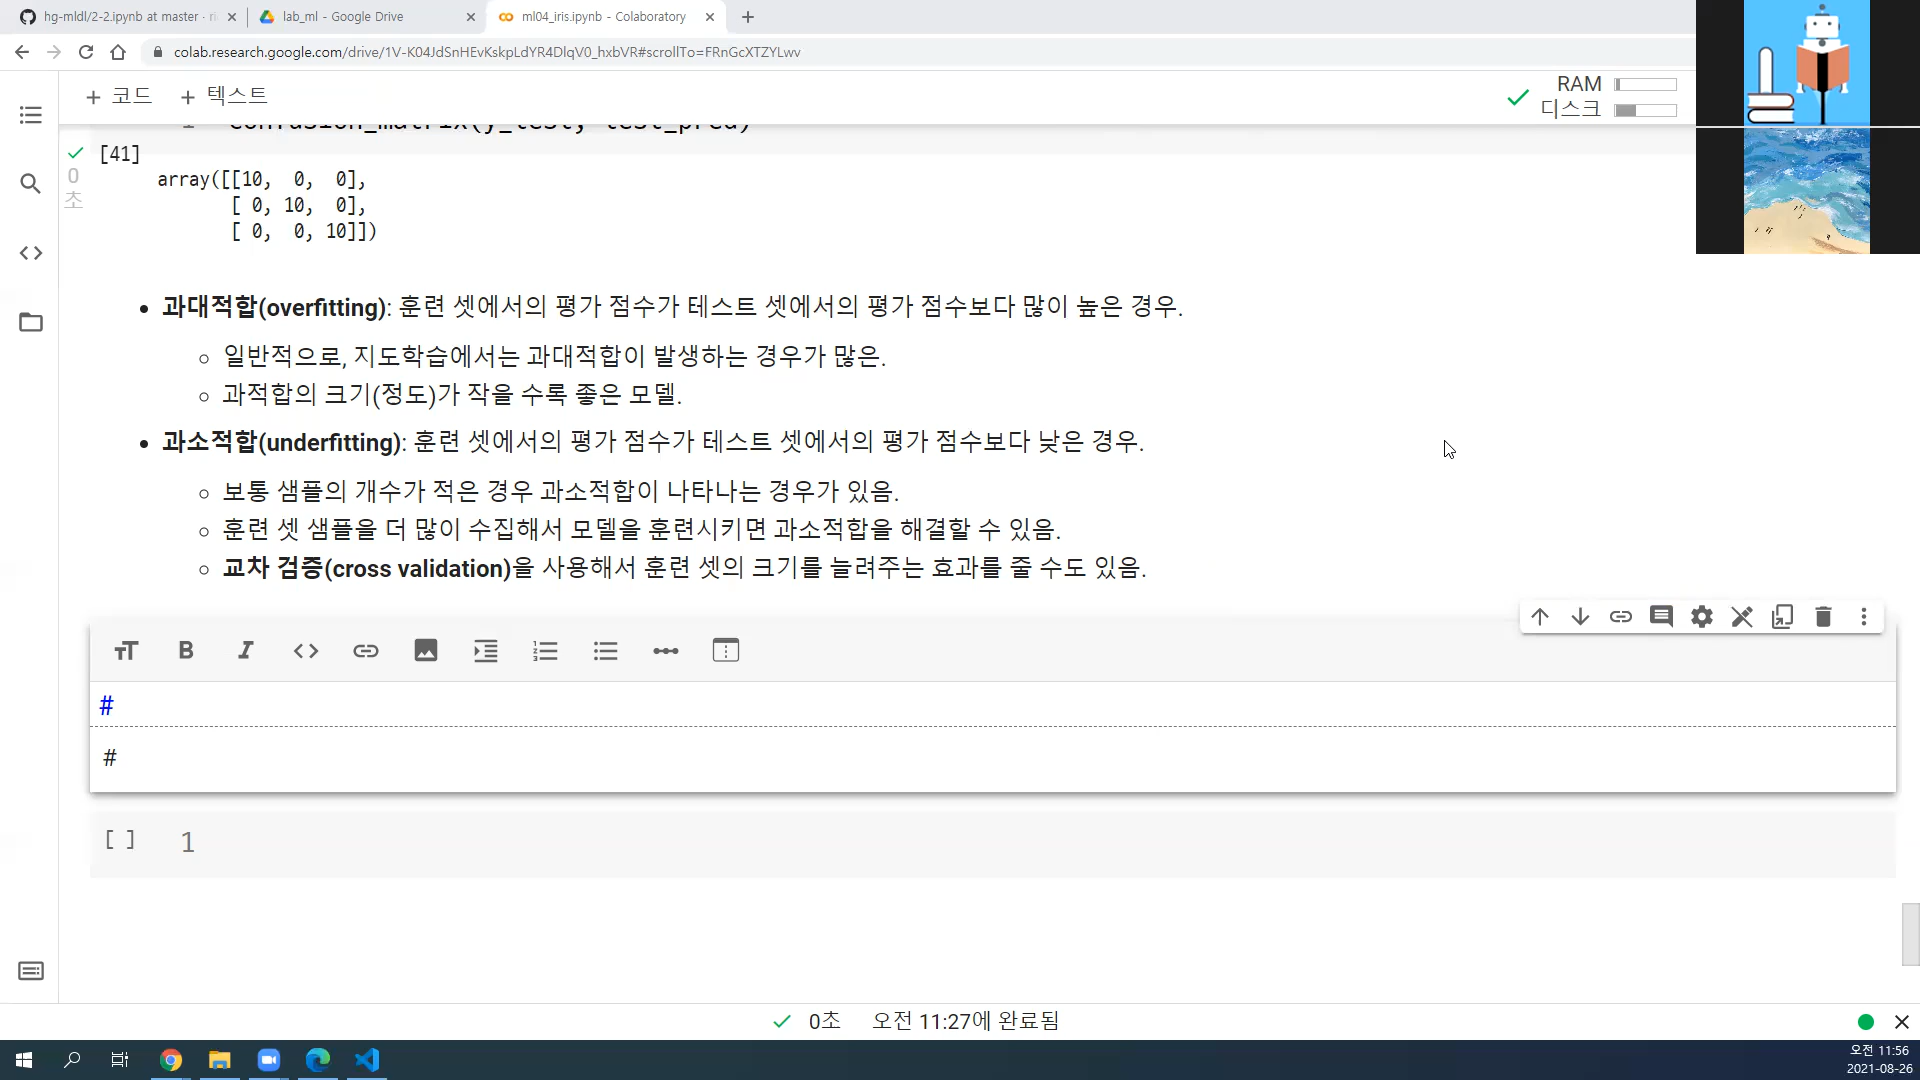 hg-mldl/2-2.ipynb at master · ri
lab_ml - Google Drive
ml04_iris.ipynb - Colaboratory
colab.research.google.com/drive/1V-K04JdSnHEvKskpLdYR4DlqV0_hxbVR#scrollTo=FRnGcXTZYLwv
+ 코드 + 텍스트
RAM
디스크
1 confusion_matrix(y_test, test_pred)
[41]
0
초
array([[10, 0, 0],
[ 0, 10, 0],
[ 0, 0, 10]])
• 과대적합(overfitting): 훈련 셋에서의 평가 점수가 테스트 셋에서의 평가 점수보다 많이 높은 경우.
○ 일반적으로, 지도학습에서는 과대적합이 발생하는 경우가 많은.
○ 과적합의 크기(정도)가 작을 수록 좋은 모델.
• 과소적합(underfitting): 훈련 셋에서의 평가 점수가 테스트 셋에서의 평가 점수보다 낮은 경우.
○ 보통 샘플의 개수가 적은 경우 과소적합이 나타나는 경우가 있음.
○ 훈련 셋 샘플을 더 많이 수집해서 모델을 훈련시키면 과소적합을 해결할 수 있음.
○ 교차 검증(cross validation)을 사용해서 훈련 셋의 크기를 늘려주는 효과를 줄 수도 있음.
#
#
[ ] 1
0초 오전 11:27에 완료됨
오전 11:56
2021-08-26